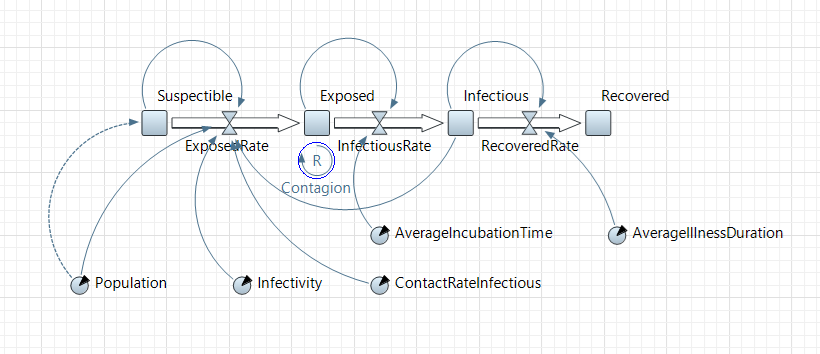 Suspectible
Exposed
Infectious
Recovered
ExposedRate
InfectiousRate
RecoveredRate
R
Contagion
AverageIncubationTime
AverageIllnessDuration
Population
Infectivity
ContactRateInfectious